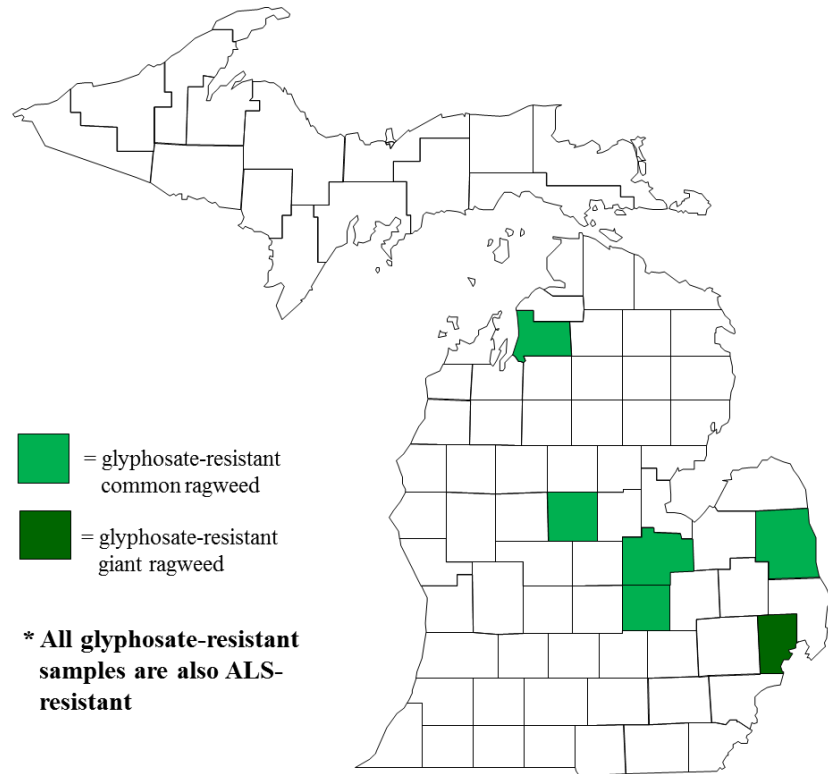 = glyphosate-resistant
common ragweed
= glyphosate-resistant
giant ragweed
* All glyphosate-resistant
samples are also ALS-
resistant